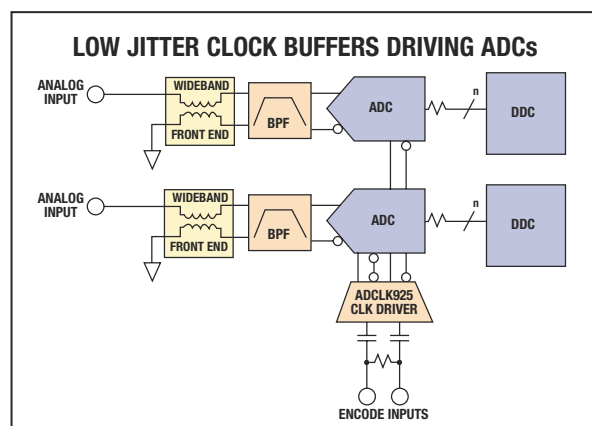 LOW JITTER CLOCK BUFFERS DRIVING ADCs
ANALOG
INPUT
WIDEBAND
FRONT END
BPF
ADC
n
DDC
ANALOG
INPUT
WIDEBAND
FRONT END
BPF
ADC
n
DDC
ADCLK925
CLK DRIVER
ENCODE INPUTS